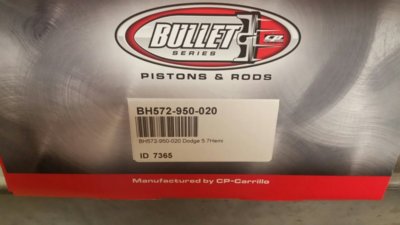 BULLET
CP
SERIES
PISTONS & RODS
BH572-950-020
BH572-950-020 Dodge 5.7Hemi
ID 7365
Manufactured by CP-Carrillo